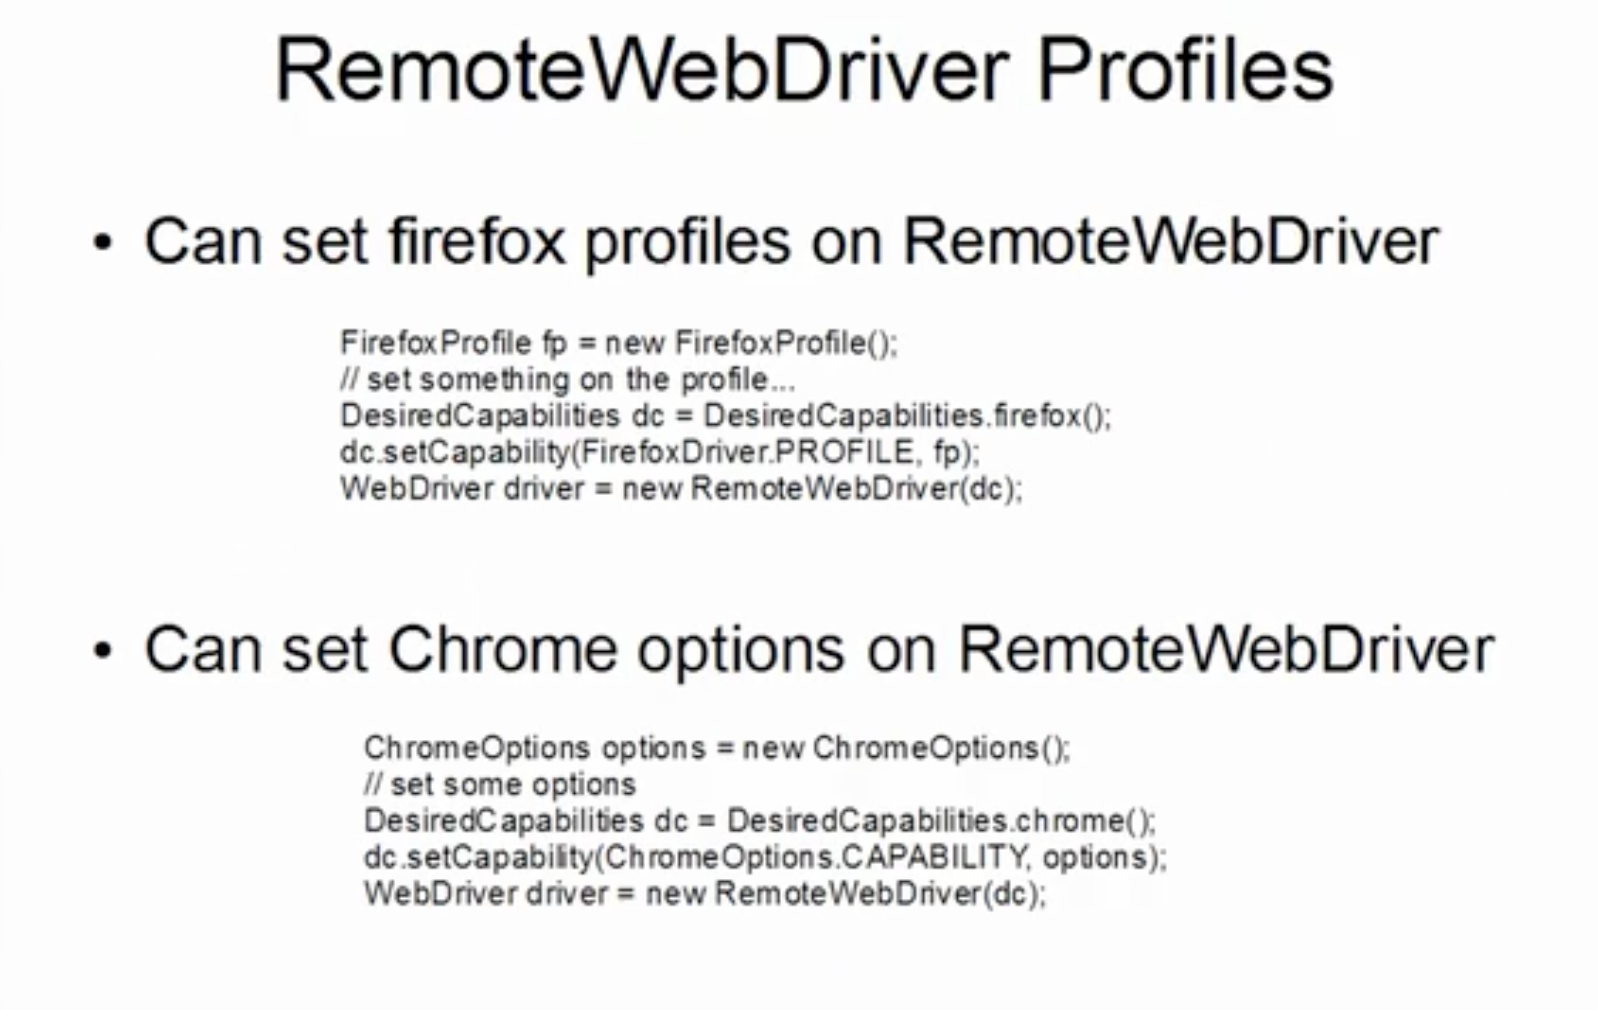 RemoteWebDriver Profiles
• Can set firefox profiles on RemoteWebDriver
FirefoxProfile fp = new FirefoxProfile();
// set something on the profile...
DesiredCapabilities dc = DesiredCapabilities.firefox();
dc.setCapability(FirefoxDriver.PROFILE, fp);
WebDriver driver = new RemoteWebDriver(dc);
• Can set Chrome options on RemoteWebDriver
ChromeOptions options = new ChromeOptions();
// set some options
DesiredCapabilities dc = DesiredCapabilities.chrome();
dc.setCapability(ChromeOptions.CAPABILITY, options);
WebDriver driver = new RemoteWebDriver(dc);